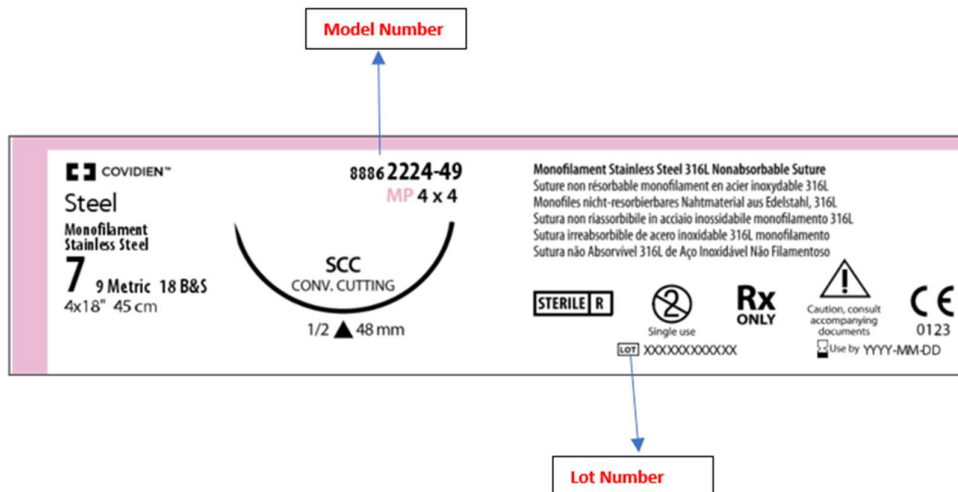 Model Number
COVIDIEN™
8886 2224-49
MP 4 x 4
Steel
Monofilament
Stainless Steel
7 9 Metric 18 B&S
4x18" 45 cm
SCC
CONV. CUTTING
1/2 48 mm
Monofilament Stainless Steel 316L Nonabsorbable Suture
Suture non résorbable monofilament en acier inoxydable 316L
Monofiles nicht-resorbierbares Nahtmaterial aus Edelstahl, 316L
Sutura non riassorbibile in acciaio inossidabile monofilamento 316L
Sutura irreabsorbible de acero inoxidable 316L monofilamento
Sutura não Absorvível 316L de Aço Inoxidável Não Filamentoso
STERILE R
2
Single use
Rx
ONLY
!
Caution, consult
accompanying
documents
CE
0123
LOT XXXXXXXXXXXX
Use by YYYY-MM-DD
Lot Number